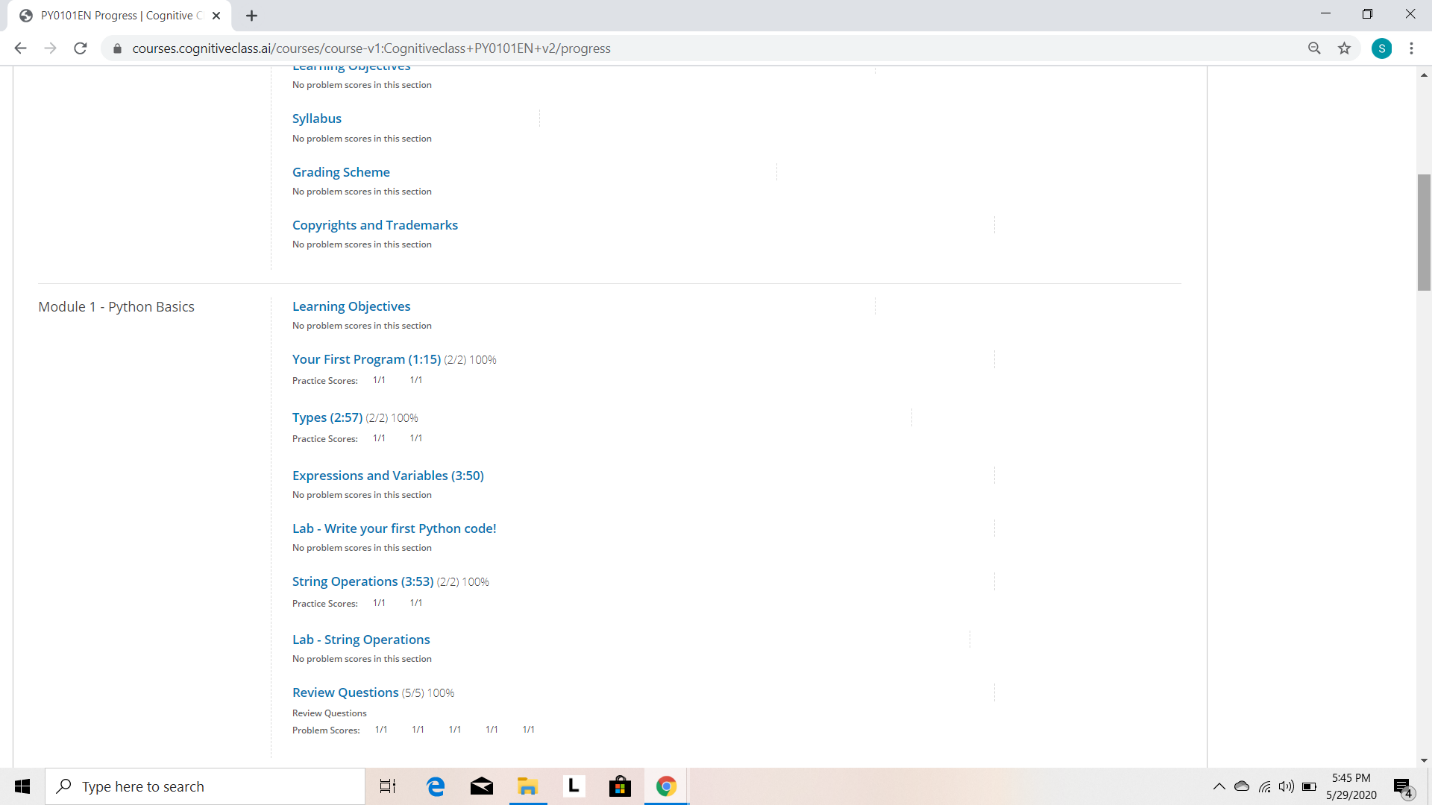 PY0101EN Progress | Cognitive C
courses.cognitiveclass.ai/courses/course-v1:Cognitiveclass+PY0101EN+v2/progress
S
Learning Objectives
No problem scores in this section
Syllabus
No problem scores in this section
Grading Scheme
No problem scores in this section
Copyrights and Trademarks
No problem scores in this section
Module 1 - Python Basics
Learning Objectives
No problem scores in this section
Your First Program (1:15) (2/2) 100%
Practice Scores: 1/1 1/1
Types (2:57) (2/2) 100%
Practice Scores: 1/1 1/1
Expressions and Variables (3:50)
No problem scores in this section
Lab - Write your first Python code!
No problem scores in this section
String Operations (3:53) (2/2) 100%
Practice Scores: 1/1 1/1
Lab - String Operations
No problem scores in this section
Review Questions (5/5) 100%
Review Questions
Problem Scores: 1/1 1/1 1/1 1/1 1/1
Type here to search
L
5:45 PM
5/29/2020
4